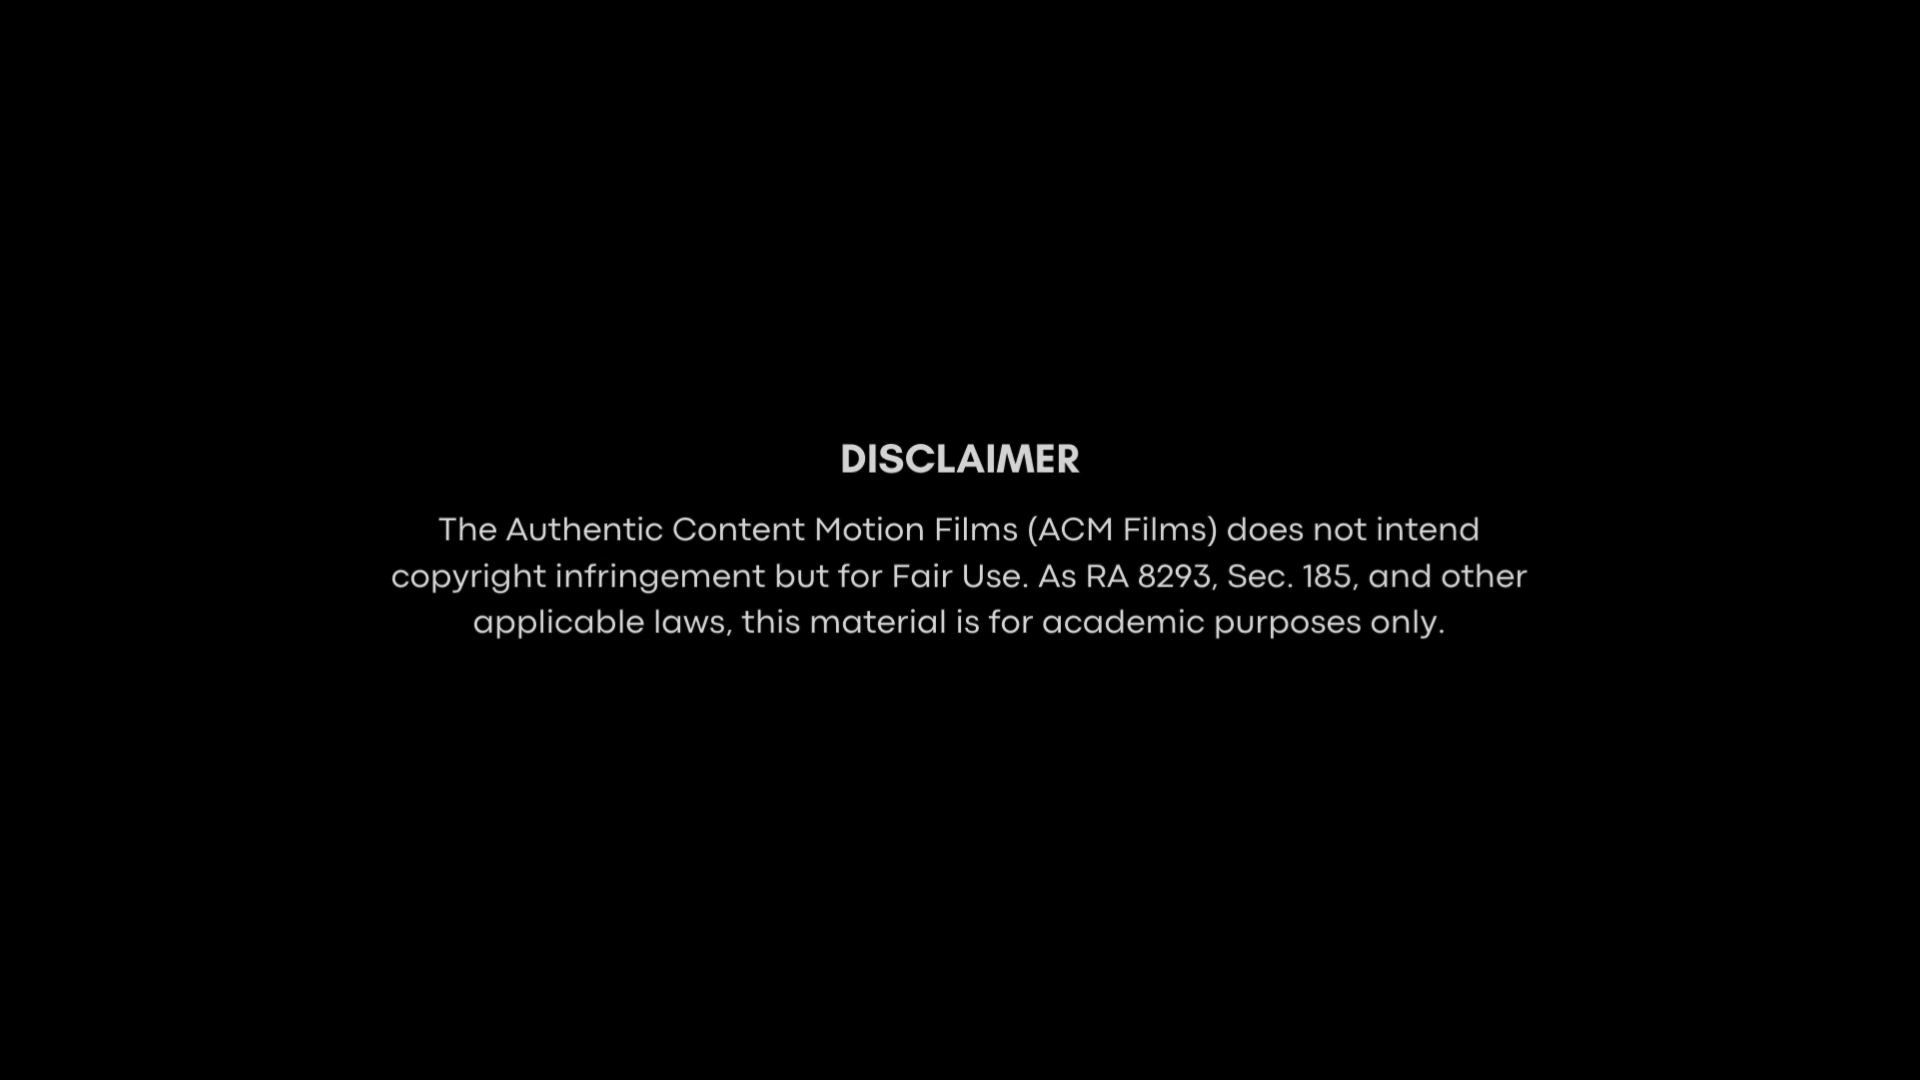 DISCLAIMER
The Authentic Content Motion Films (ACM Films) does not intend
copyright infringement but for Fair Use. As RA 8293, Sec. 185, and other
applicable laws, this material is for academic purposes only.